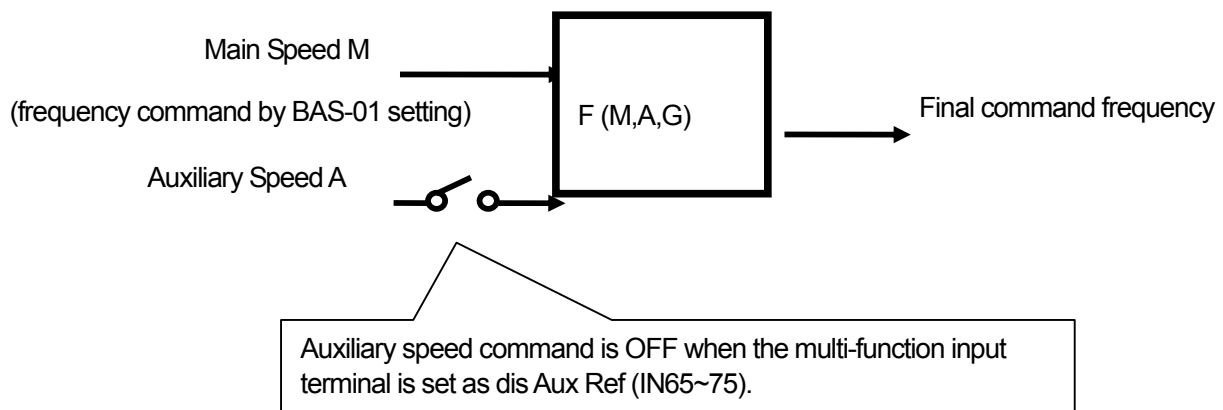 Main Speed M
(frequency command by BAS-01 setting)
F (M,A,G)
Final command frequency
Auxiliary Speed A
Auxiliary speed command is OFF when the multi-function input
terminal is set as dis Aux Ref (IN65~75).